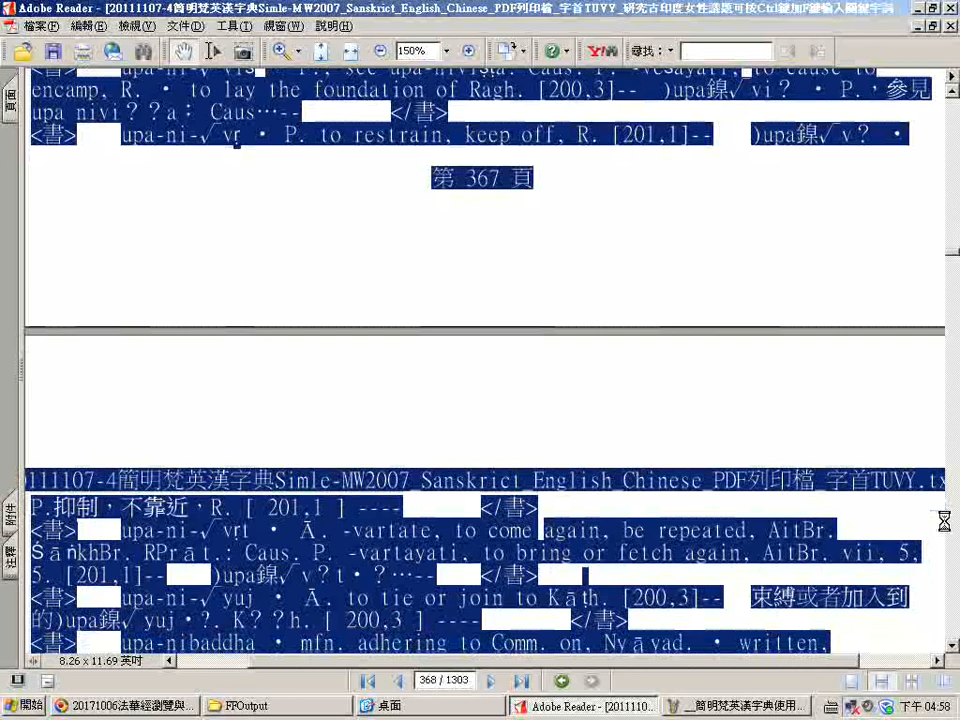 Adobe Reader - [20111107-4簡明梵英漢字典Simle-MW2007_Sanskrict_English_Chinese_PDF列印檔_字首TUVY_研究古印度女性議題可按Ctrl鍵加F鍵輸入關鍵字詞
檔案(F) 編輯(E) 檢視(V) 文件(D) 工具(T) 視窗(W) 說明(H)
150% Y! 尋找:
頁面
encamp, R. • to lay the foundation of Ragh. [200,3]-- )upa鎳√vi? • P.,參見
upa nivi??a: Caus…-- </書>
<書> upa-ni-√vṛ • P. to restrain, keep off, R. [201,1]-- )upa鎳√v? •
第 367 頁
0111107-4簡明梵英漢字典Simle-MW2007_Sanskrict_English_Chinese_PDF列印檔_字首TUVY.tx
P.抑制,不靠近,R. [ 201,1 ] ---- </書>
<書> upa-ni-√vṛt • Ā. -vartate, to come again, be repeated, AitBr.
ŚāṅkhBr. RPrāt.: Caus. P. -vartayati, to bring or fetch again, AitBr. vii, 5,
5. [201,1]-- )upa鎳√v?t • ?…-- </書>
<書> upa-ni-√yuj • Ā. to tie or join to Kāṭh. [200,3]-- 束縛或者加入到
的)upa鎳√yuj •?. K??h. [ 200,3 ] ---- </書>
<書> upa-nibaddha • mfn. adhering to Comm. on, Nyāyad. • written,
附件
注釋
8.26 x 11.69 英吋
368 / 1303
開始 20171006法華經瀏覽與... FFOutput 桌面 Adobe Reader - [2011110... __簡明梵英字典使用... 下午 04:58